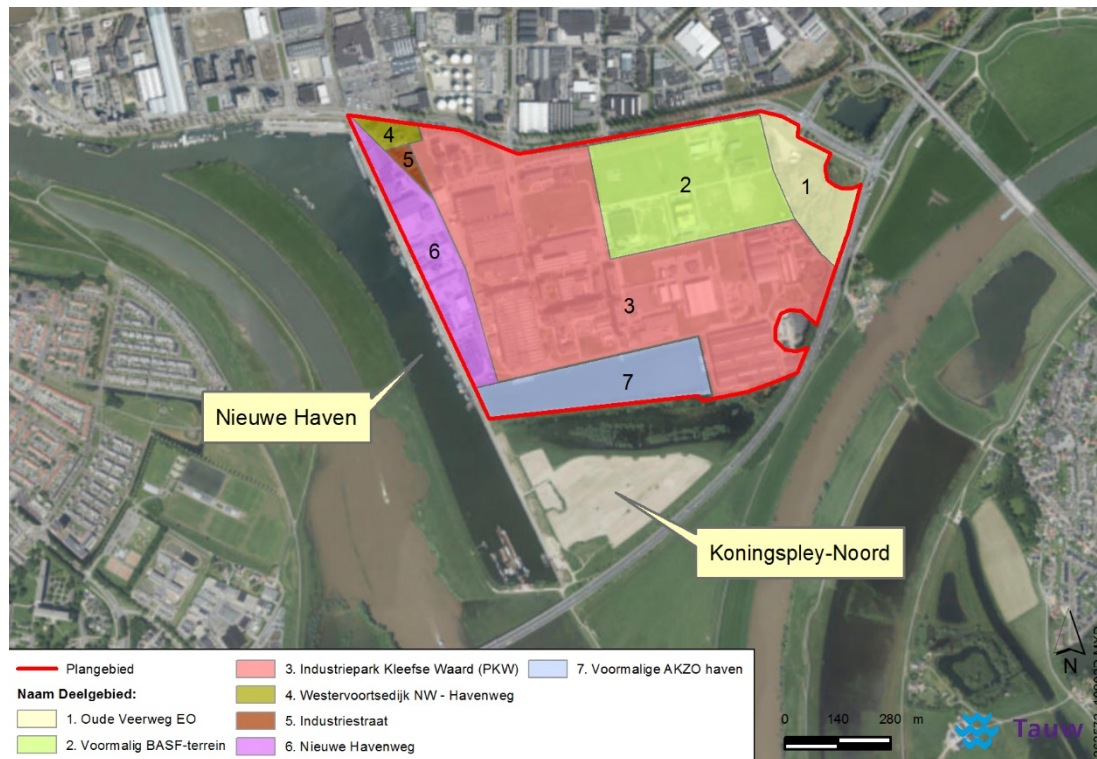 4
5
2
1
6
3
7
Nieuwe Haven
Koningspley-Noord
Plangebied
Naam Deelgebied:
1. Oude Veerweg EO
2. Voormalig BASF-terrein
3. Industriepark Kleefse Waard (PKW)
4. Westervoortsedijk NW - Havenweg
5. Industriestraat
6. Nieuwe Havenweg
7. Voormalige AKZO haven
0 140 280 m
N
Tauw